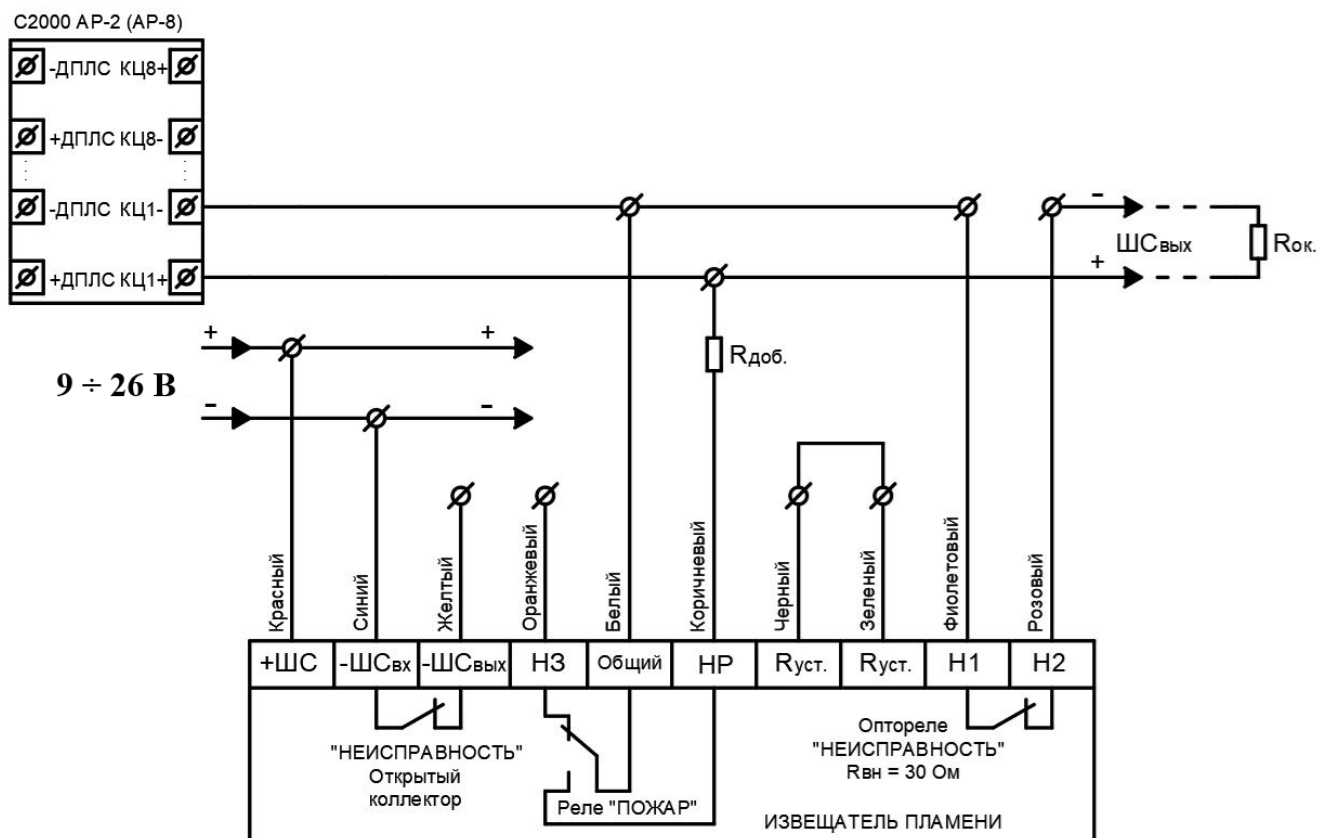 С2000 АР-2 (АР-8)
-ДПЛС КЦ8+
+ДПЛС КЦ8-
-ДПЛС КЦ1-
+ДПЛС КЦ1+
-
ШСвых
+
Rок.
+ +
9 ÷ 26 В
- -
Rдоб.
Красный
Синий
Желтый
Оранжевый
Белый
Коричневый
Черный
Зеленый
Фиолетовый
Розовый
+ШС -ШСвх -ШСвых НЗ Общий НР Rуст. Rуст. Н1 Н2
"НЕИСПРАВНОСТЬ"
Открытый
коллектор
Реле "ПОЖАР"
Оптореле
"НЕИСПРАВНОСТЬ"
Rвн = 30 Ом
ИЗВЕЩАТЕЛЬ ПЛАМЕНИ